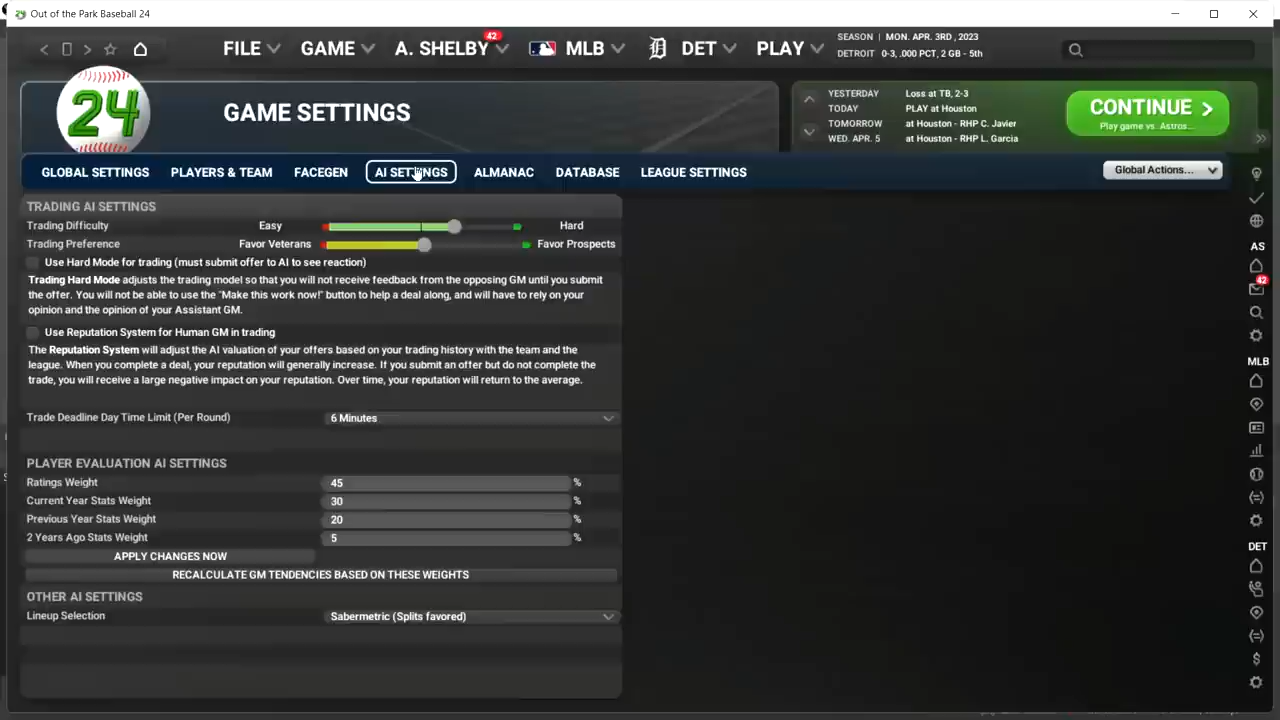 Out of the Park Baseball 24
FILE
GAME
A. SHELBY
42
MLB
DET
PLAY
SEASON | MON. APR. 3RD , 2023
DETROIT 0-3, .000 PCT, 2 GB - 5th
24
GAME SETTINGS
YESTERDAY Loss at TB, 2-3
TODAY PLAY at Houston
TOMORROW at Houston - RHP C. Javier
WED. APR. 5 at Houston - RHP L. Garcia
CONTINUE
Play game vs. Astros...
GLOBAL SETTINGS PLAYERS & TEAM FACEGEN AI SETTINGS ALMANAC DATABASE LEAGUE SETTINGS
Global Actions...
TRADING AI SETTINGS
Trading Difficulty Easy Hard
Trading Preference Favor Veterans Favor Prospects
Use Hard Mode for trading (must submit offer to AI to see reaction)
Trading Hard Mode adjusts the trading model so that you will not receive feedback from the opposing GM until you submit
the offer. You will not be able to use the "Make this work now!" button to help a deal along, and will have to rely on your
opinion and the opinion of your Assistant GM.
Use Reputation System for Human GM in trading
The Reputation System will adjust the AI valuation of your offers based on your trading history with the team and the
league. When you complete a deal, your reputation will generally increase. If you submit an offer but do not complete the
trade, you will receive a large negative impact on your reputation. Over time, your reputation will return to the average.
Trade Deadline Day Time Limit (Per Round) 6 Minutes
PLAYER EVALUATION AI SETTINGS
Ratings Weight 45 %
Current Year Stats Weight 30 %
Previous Year Stats Weight 20 %
2 Years Ago Stats Weight 5 %
APPLY CHANGES NOW
RECALCULATE GM TENDENCIES BASED ON THESE WEIGHTS
OTHER AI SETTINGS
Lineup Selection Sabermetric (Splits favored)
AS
42
MLB
DET